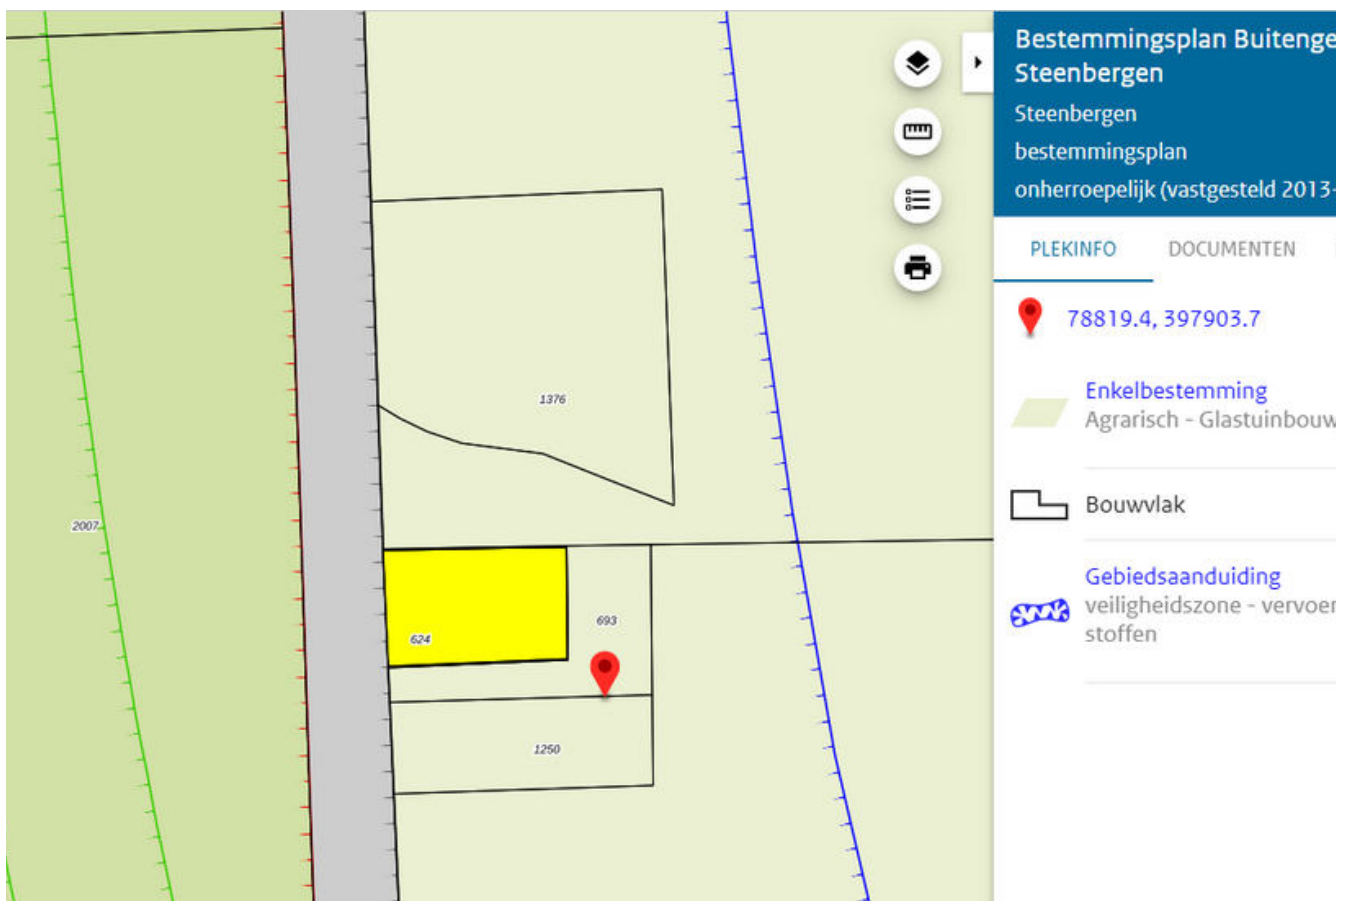 Bestemmingsplan Buitenge
Steenbergen
Steenbergen
bestemmingsplan
onherroepelijk (vastgesteld 2013-
PLEKINFO DOCUMENTEN
78819.4, 397903.7
Enkelbestemming
Agrarisch - Glastuinbouw
Bouwvlak
Gebiedsaanduiding
veiligheidszone - vervoer
stoffen
1376
2007
693
624
1250